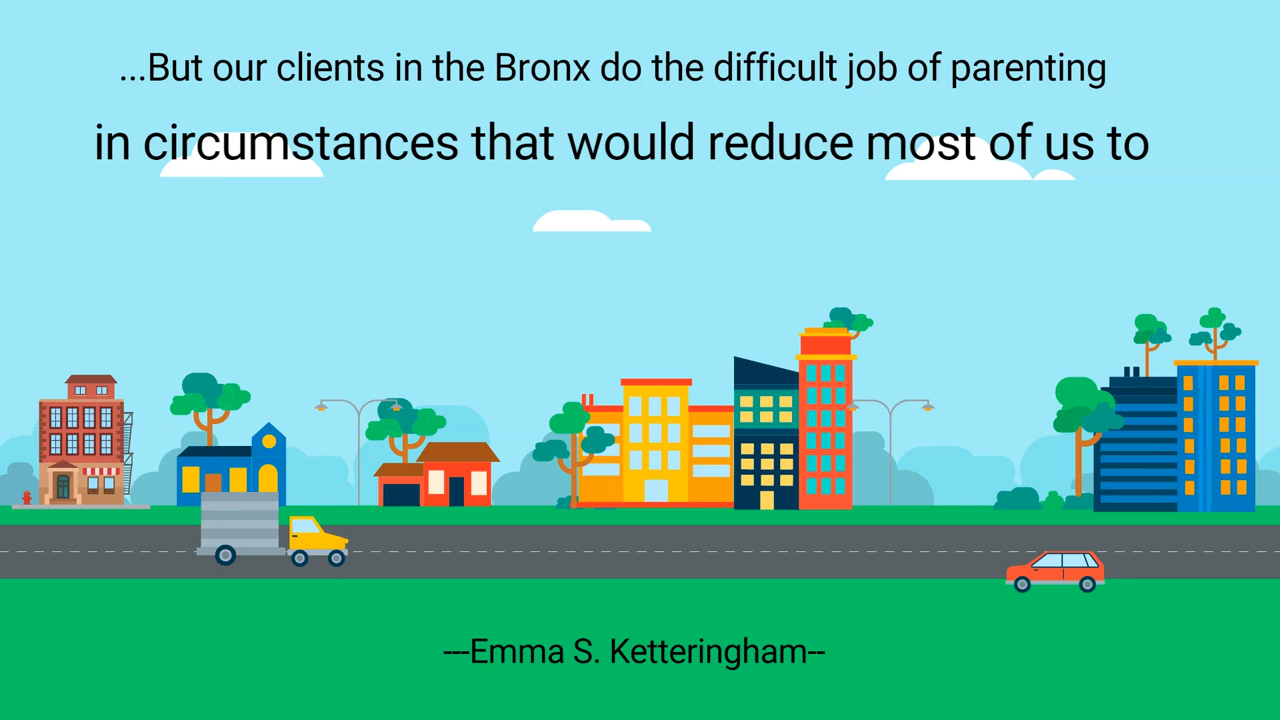 ...But our clients in the Bronx do the difficult job of parenting
in circumstances that would reduce most of us to
---Emma S. Ketteringham--